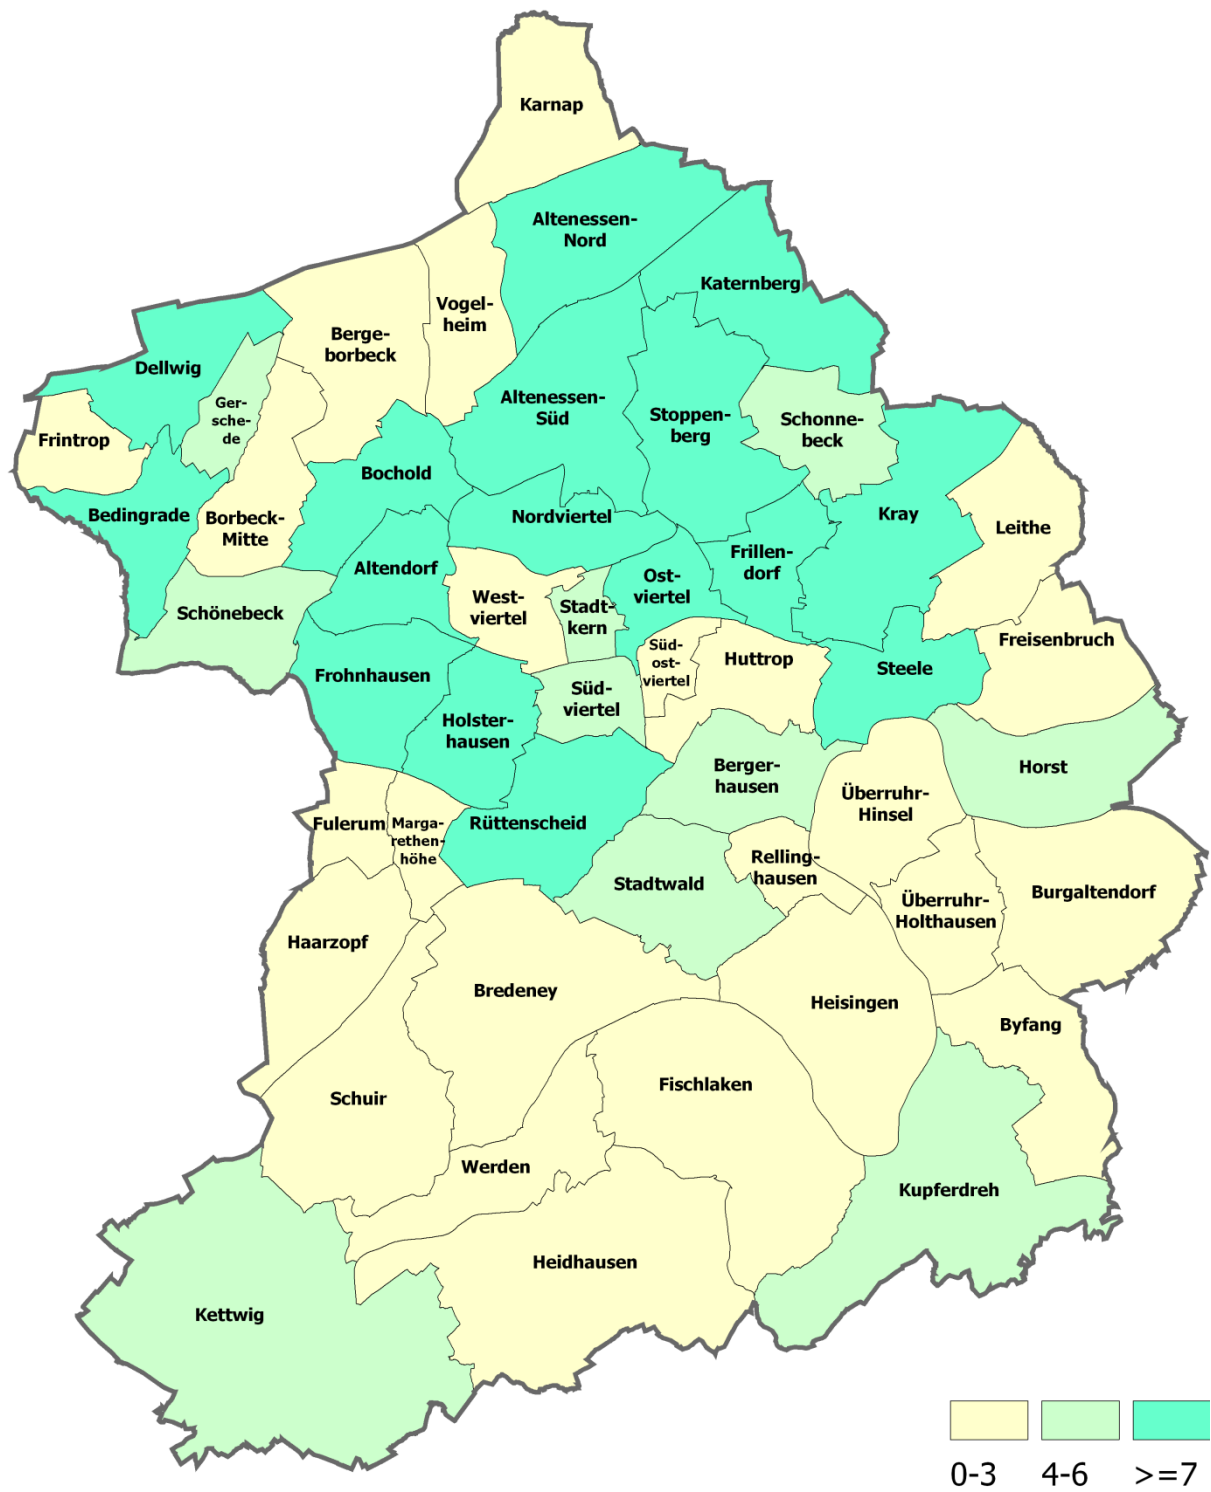 Karnap
Altenessen-
Nord
Katernberg
Vogel-
heim
Berge-
borbeck
Dellwig
Ger-
sche-
de
Altenessen-
Süd
Stoppen-
berg
Schonne-
beck
Frintrop
Bochold
Bedingrade
Borbeck-
Mitte
Nordviertel
Kray
Leithe
Altendorf
Frillen-
dorf
Ost-
viertel
West-
viertel
Stadt-
kern
Schönebeck
Freisenbruch
Süd-
ost-
viertel
Huttrop
Steele
Frohnhausen
Süd-
viertel
Holster-
hausen
Berger-
hausen
Horst
Überruhr-
Hinsel
Fulerum
Marga-
rethen-
höhe
Rüttenscheid
Relling-
hausen
Stadtwald
Burgaltendorf
Überruhr-
Holthausen
Haarzopf
Bredeney
Heisingen
Byfang
Fischlaken
Schuir
Werden
Kupferdreh
Heidhausen
Kettwig
0-3 4-6 >=7